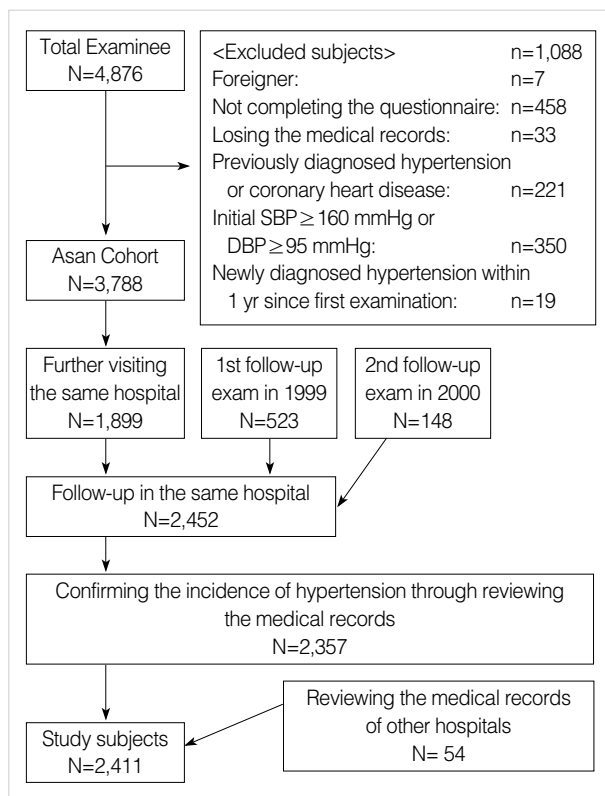 Total Examinee
N=4,876
<Excluded subjects> n=1,088
Foreigner: n=7
Not completing the questionnaire: n=458
Losing the medical records: n=33
Previously diagnosed hypertension
or coronary heart disease: n=221
Initial SBP≥160 mmHg or
DBP≥95 mmHg: n=350
Newly diagnosed hypertension within
1 yr since first examination: n=19
Asan Cohort
N=3,788
Further visiting
the same hospital
N=1,899
1st follow-up
exam in 1999
N=523
2nd follow-up
exam in 2000
N=148
Follow-up in the same hospital
N=2,452
Confirming the incidence of hypertension through reviewing
the medical records
N=2,357
Reviewing the medical records
of other hospitals
N= 54
Study subjects
N=2,411